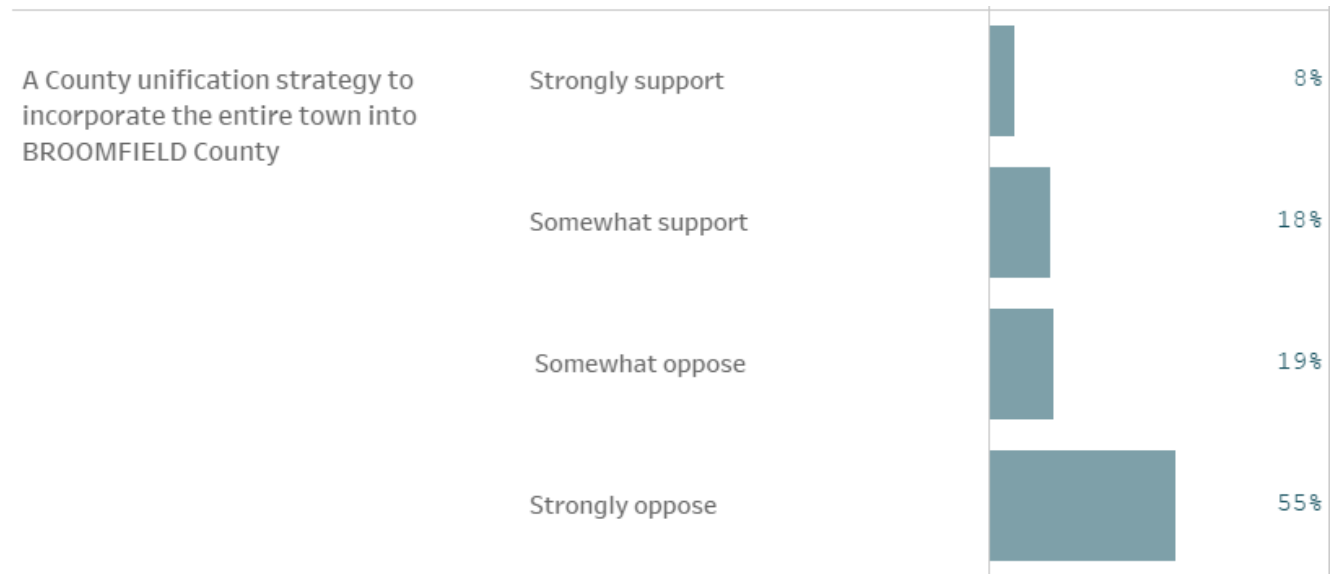 A County unification strategy to
incorporate the entire town into
BROOMFIELD County
Strongly support 8%
Somewhat support 18%
Somewhat oppose 19%
Strongly oppose 55%